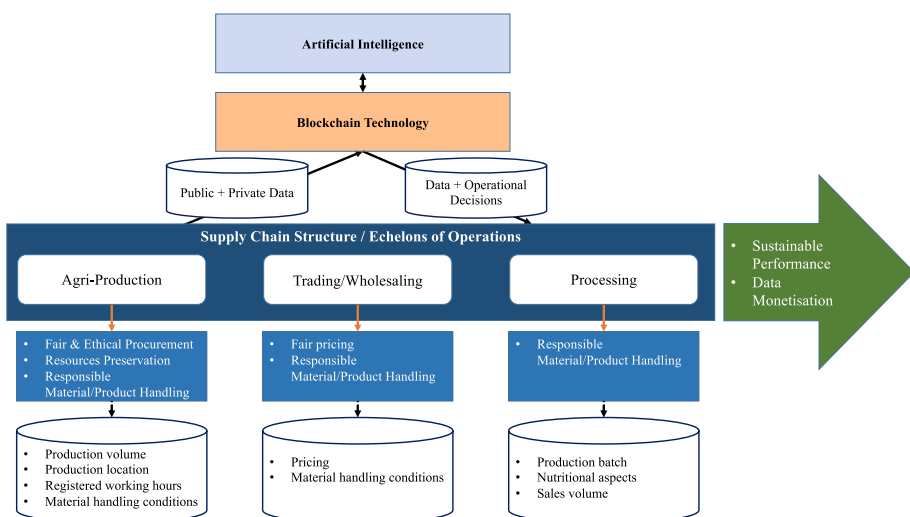 Artificial Intelligence
Blockchain Technology
Public + Private Data
Data + Operational
Decisions
Supply Chain Structure / Echelons of Operations
Agri-Production
Trading/Wholesaling
Processing
• Sustainable
Performance
• Data
Monetisation
• Fair & Ethical Procurement
• Resources Preservation
• Responsible
Material/Product Handling
• Fair pricing
• Responsible
Material/Product Handling
• Responsible
Material/Product Handling
• Production volume
• Production location
• Registered working hours
• Material handling conditions
• Pricing
• Material handling conditions
• Production batch
• Nutritional aspects
• Sales volume